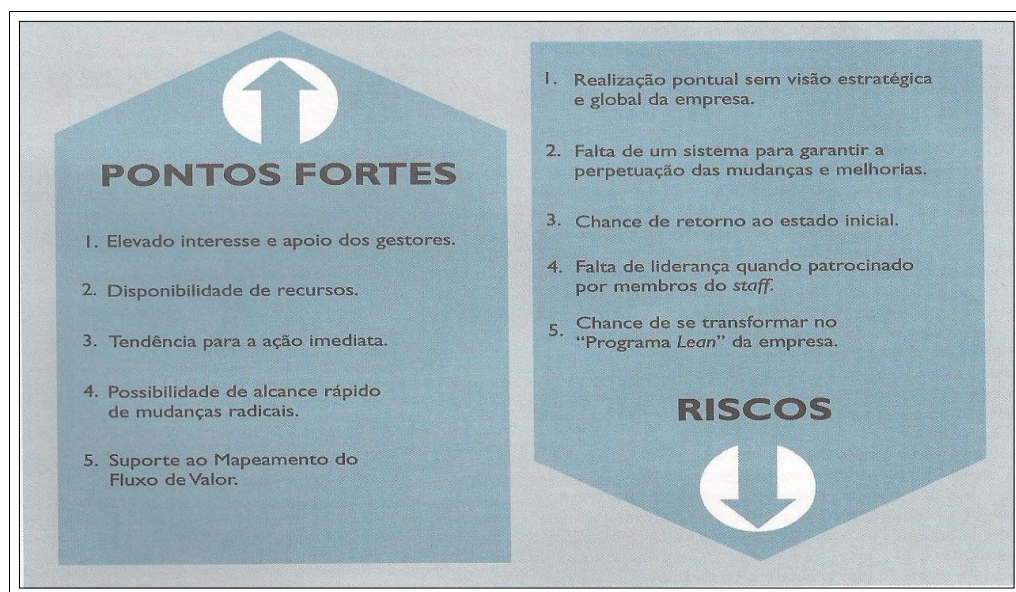 PONTOS FORTES
1. Elevado interesse e apoio dos gestores.
2. Disponibilidade de recursos.
3. Tendência para a ação imediata.
4. Possibilidade de alcance rápido
de mudanças radicais.
5. Suporte ao Mapeamento do
Fluxo de Valor.
1. Realização pontual sem visão estratégica
e global da empresa.
2. Falta de um sistema para garantir a
perpetuação das mudanças e melhorias.
3. Chance de retorno ao estado inicial.
4. Falta de liderança quando patrocinado
por membros do staff.
5. Chance de se transformar no
“Programa Lean” da empresa.
RISCOS